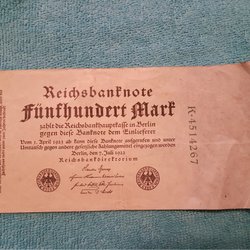 Reichsbanknote
Fünfhundert Mark
zahlt die Reichsbankhauptkasse in Berlin
gegen diese Banknote dem Einlieferer
Vom 1. April 1923 ab kann diese Banknote aufgerufen und unter
Umtausch gegen andere gesetzliche Zahlungsmittel eingezogen werden
Berlin, den 7. Juli 1922
Reichsbankdirektorium
K·4514267